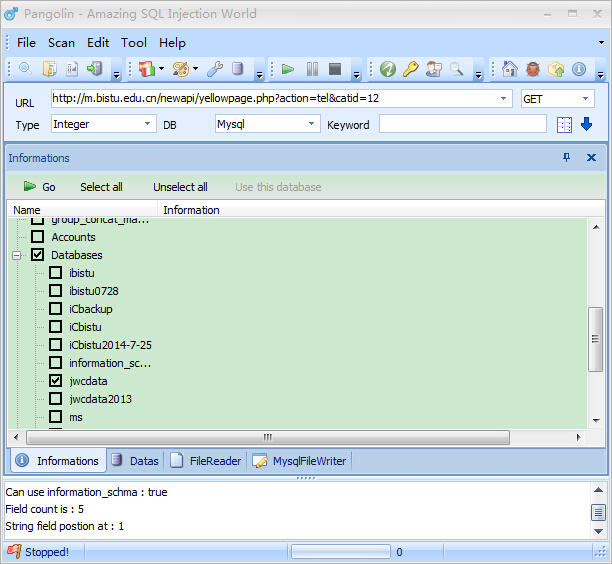 Pangolin - Amazing SQL Injection World
File Scan Edit Tool Help
URL http://m.bistu.edu.cn/newapi/yellowpage.php?action=tel&catid=12 GET
Type Integer DB Mysql Keyword
Informations
Go Select all Unselect all Use this database
Name Information
group_concat_ma...
Accounts
Databases
ibistu
ibistu0728
iCbackup
iCbistu
iCbistu2014-7-25
information_sc...
jwcdata
jwcdata2013
ms
Informations Datas FileReader MysqlFileWriter
Can use information_schma : true
Field count is : 5
String field postion at : 1
Stopped! 0